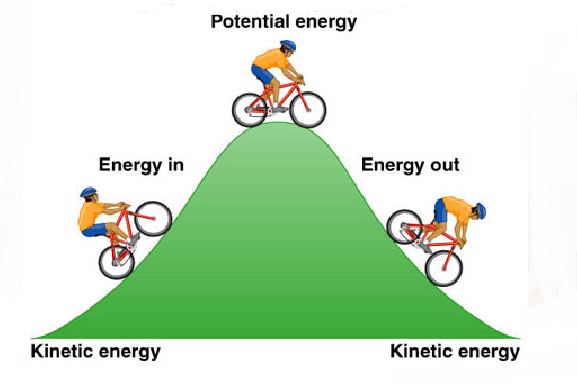 Potential energy
Energy in
Energy out
Kinetic energy
Kinetic energy